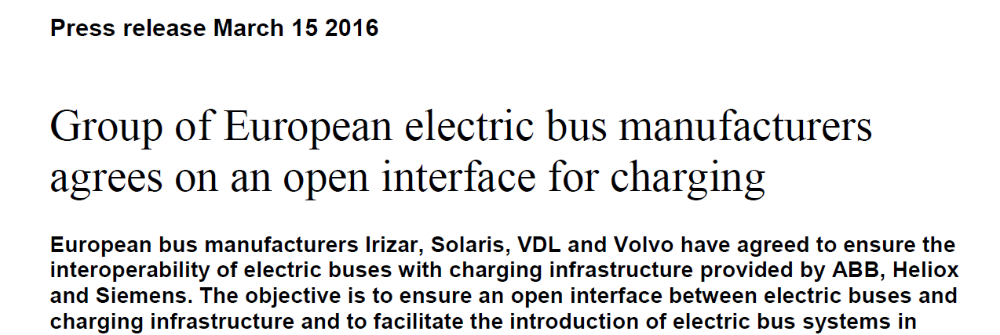 Press release March 15 2016
Group of European electric bus manufacturers
agrees on an open interface for charging
European bus manufacturers Irizar, Solaris, VDL and Volvo have agreed to ensure the
interoperability of electric buses with charging infrastructure provided by ABB, Heliox
and Siemens. The objective is to ensure an open interface between electric buses and
charging infrastructure and to facilitate the introduction of electric bus systems in